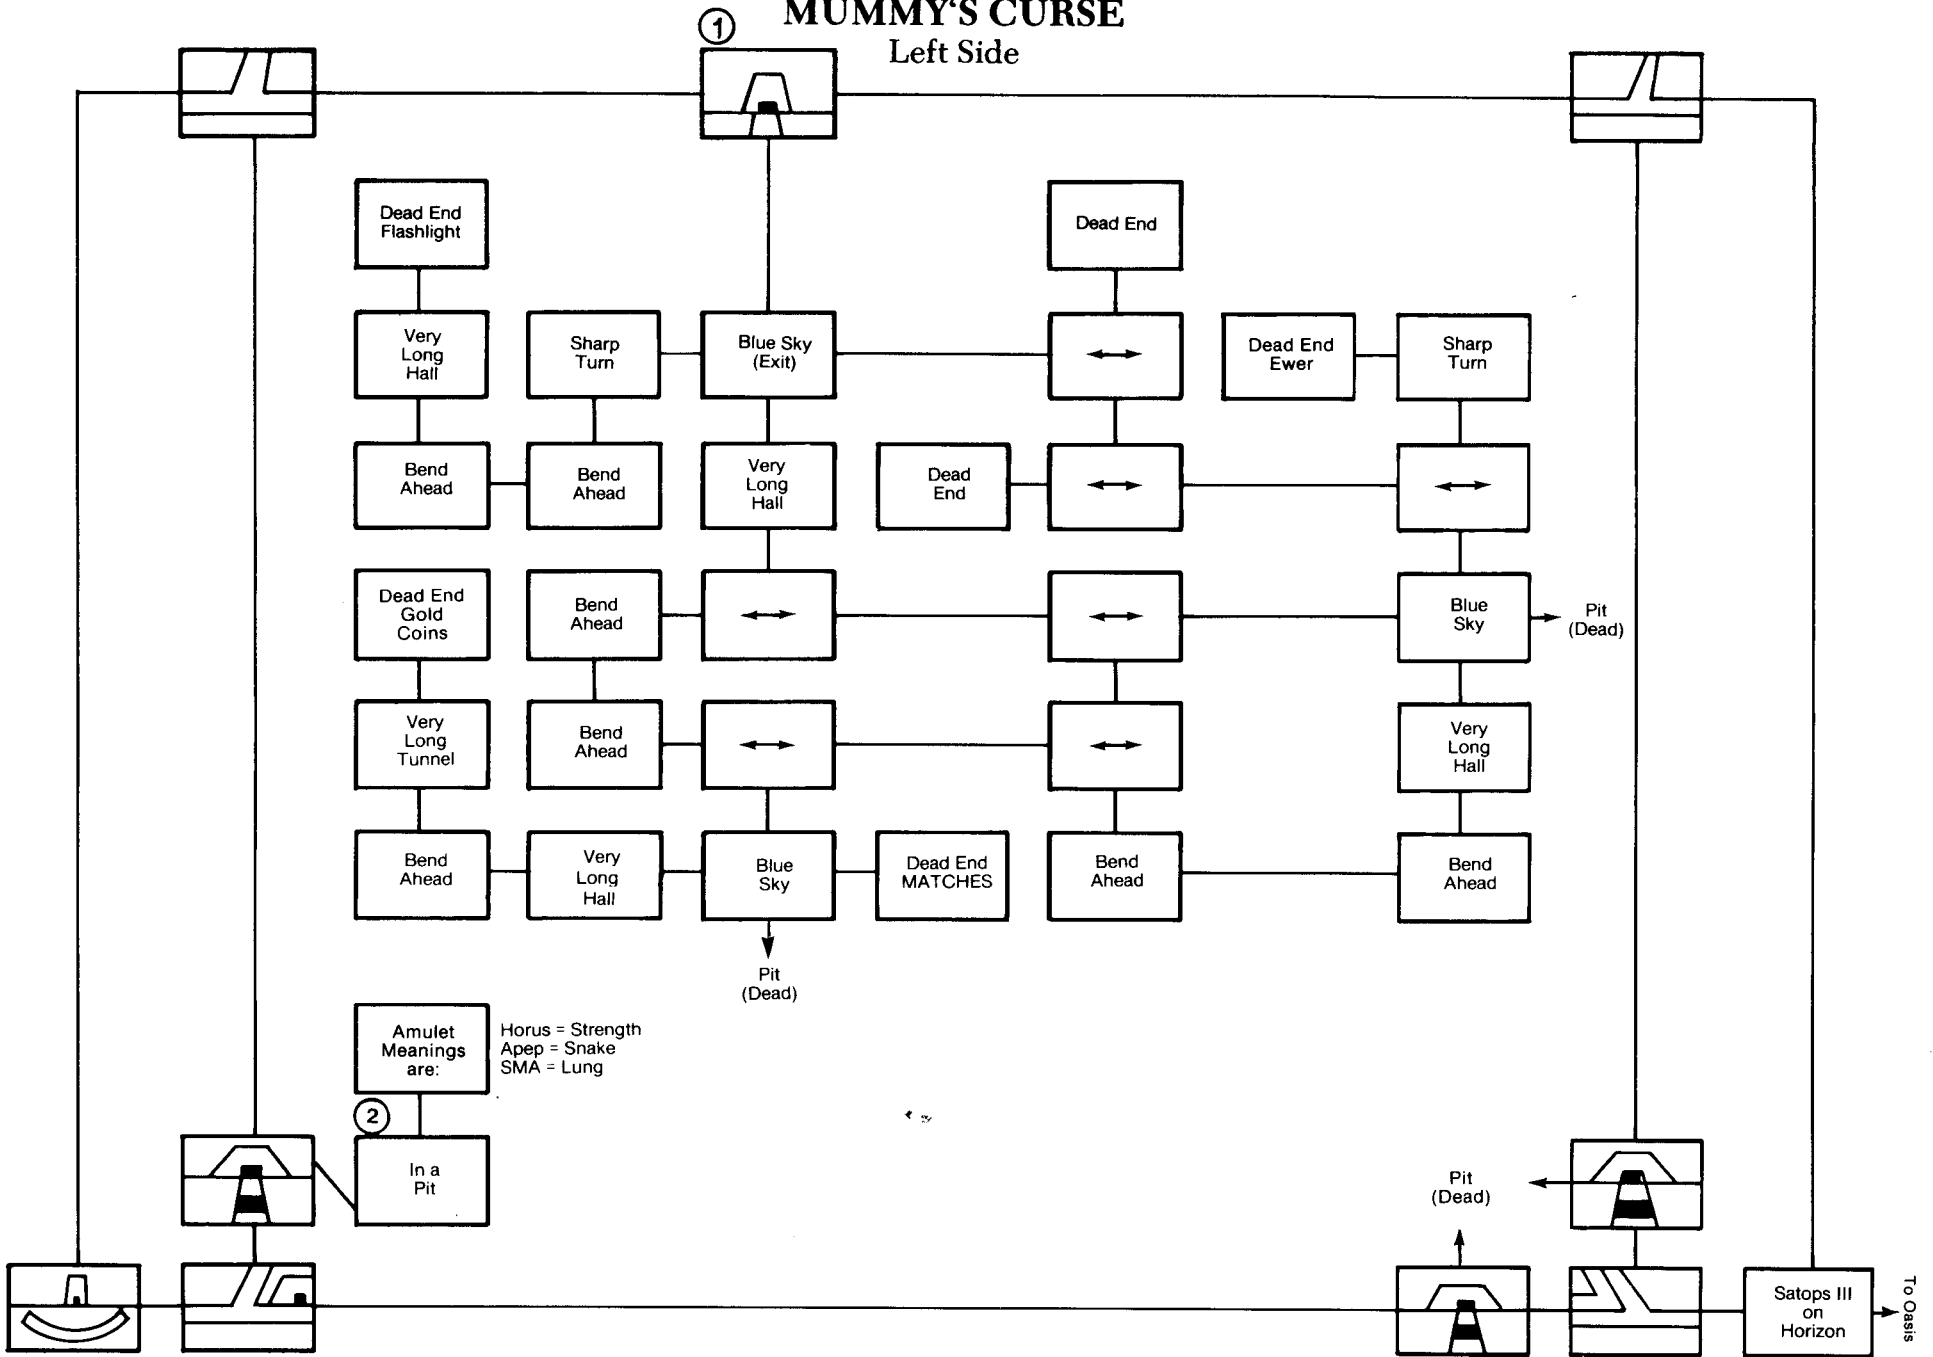 MUMMY'S CURSE
Left Side
1
Dead End
Flashlight
Dead End
Very
Long
Hall
Sharp
Turn
Blue Sky
(Exit)
Dead End
Ewer
Sharp
Turn
Bend
Ahead
Bend
Ahead
Very
Long
Hall
Dead
End
Dead End
Gold
Coins
Bend
Ahead
Blue
Sky
Pit
(Dead)
Very
Long
Tunnel
Bend
Ahead
Very
Long
Hall
Bend
Ahead
Very
Long
Hall
Blue
Sky
Dead End
MATCHES
Bend
Ahead
Bend
Ahead
Pit
(Dead)
Amulet
Meanings
are:
Horus = Strength
Apep = Snake
SMA = Lung
2
In a
Pit
Pit
(Dead)
Satops III
on
Horizon
To Oasis